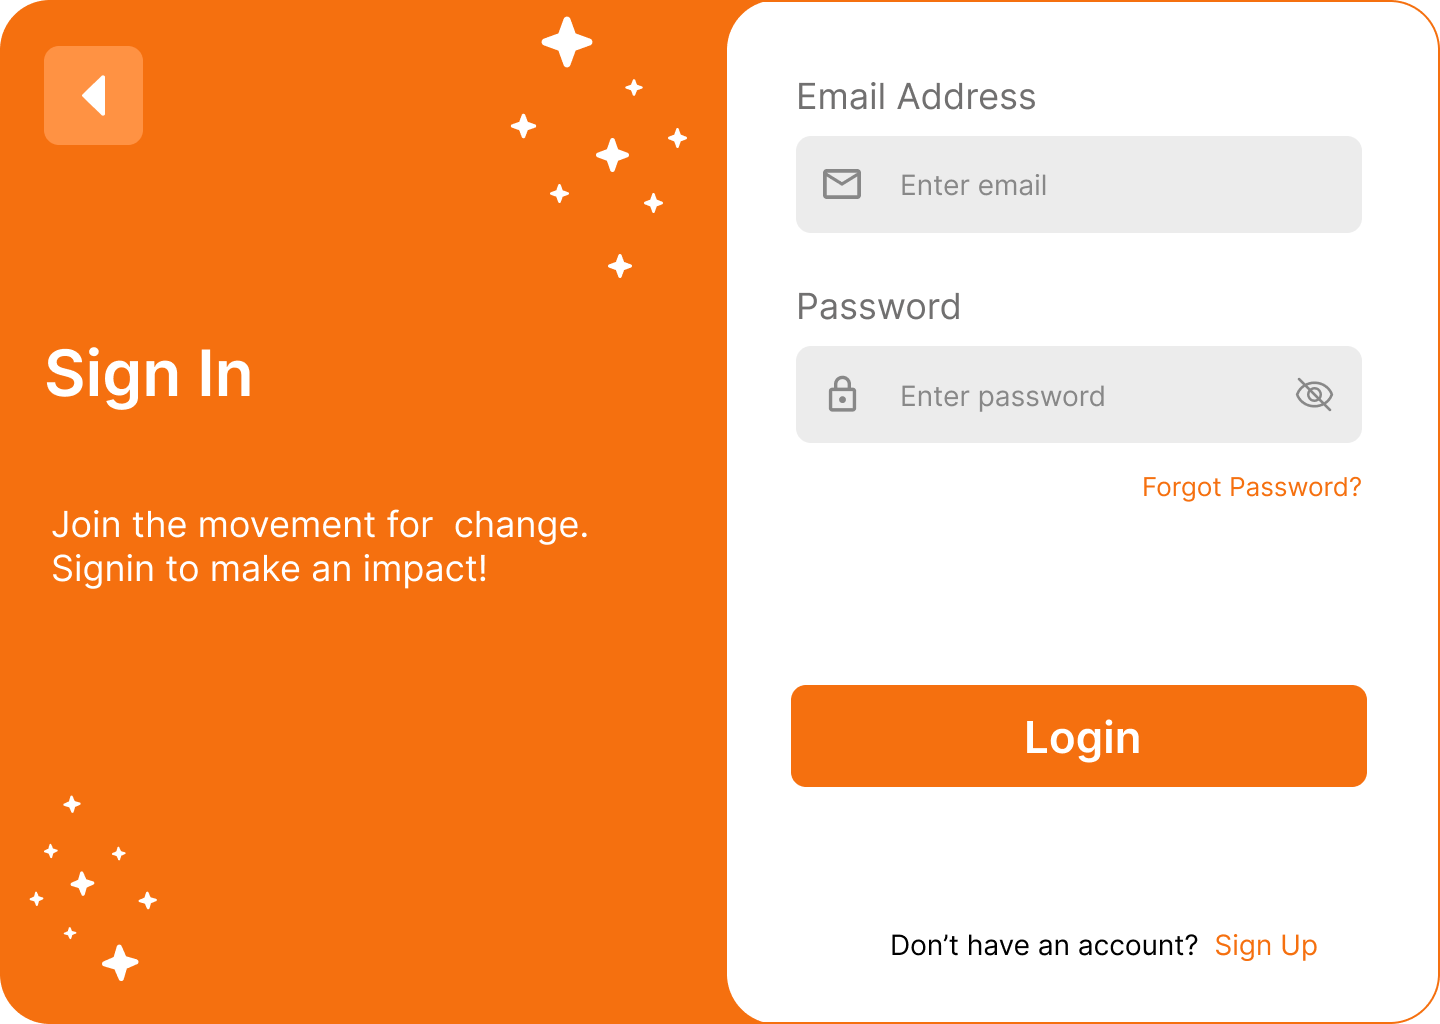 Sign In
Join the movement for  change.
Signin to make an impact!
Email Address
Enter email
Password
Enter password
Forgot Password?
Login
Don’t have an account?  Sign Up